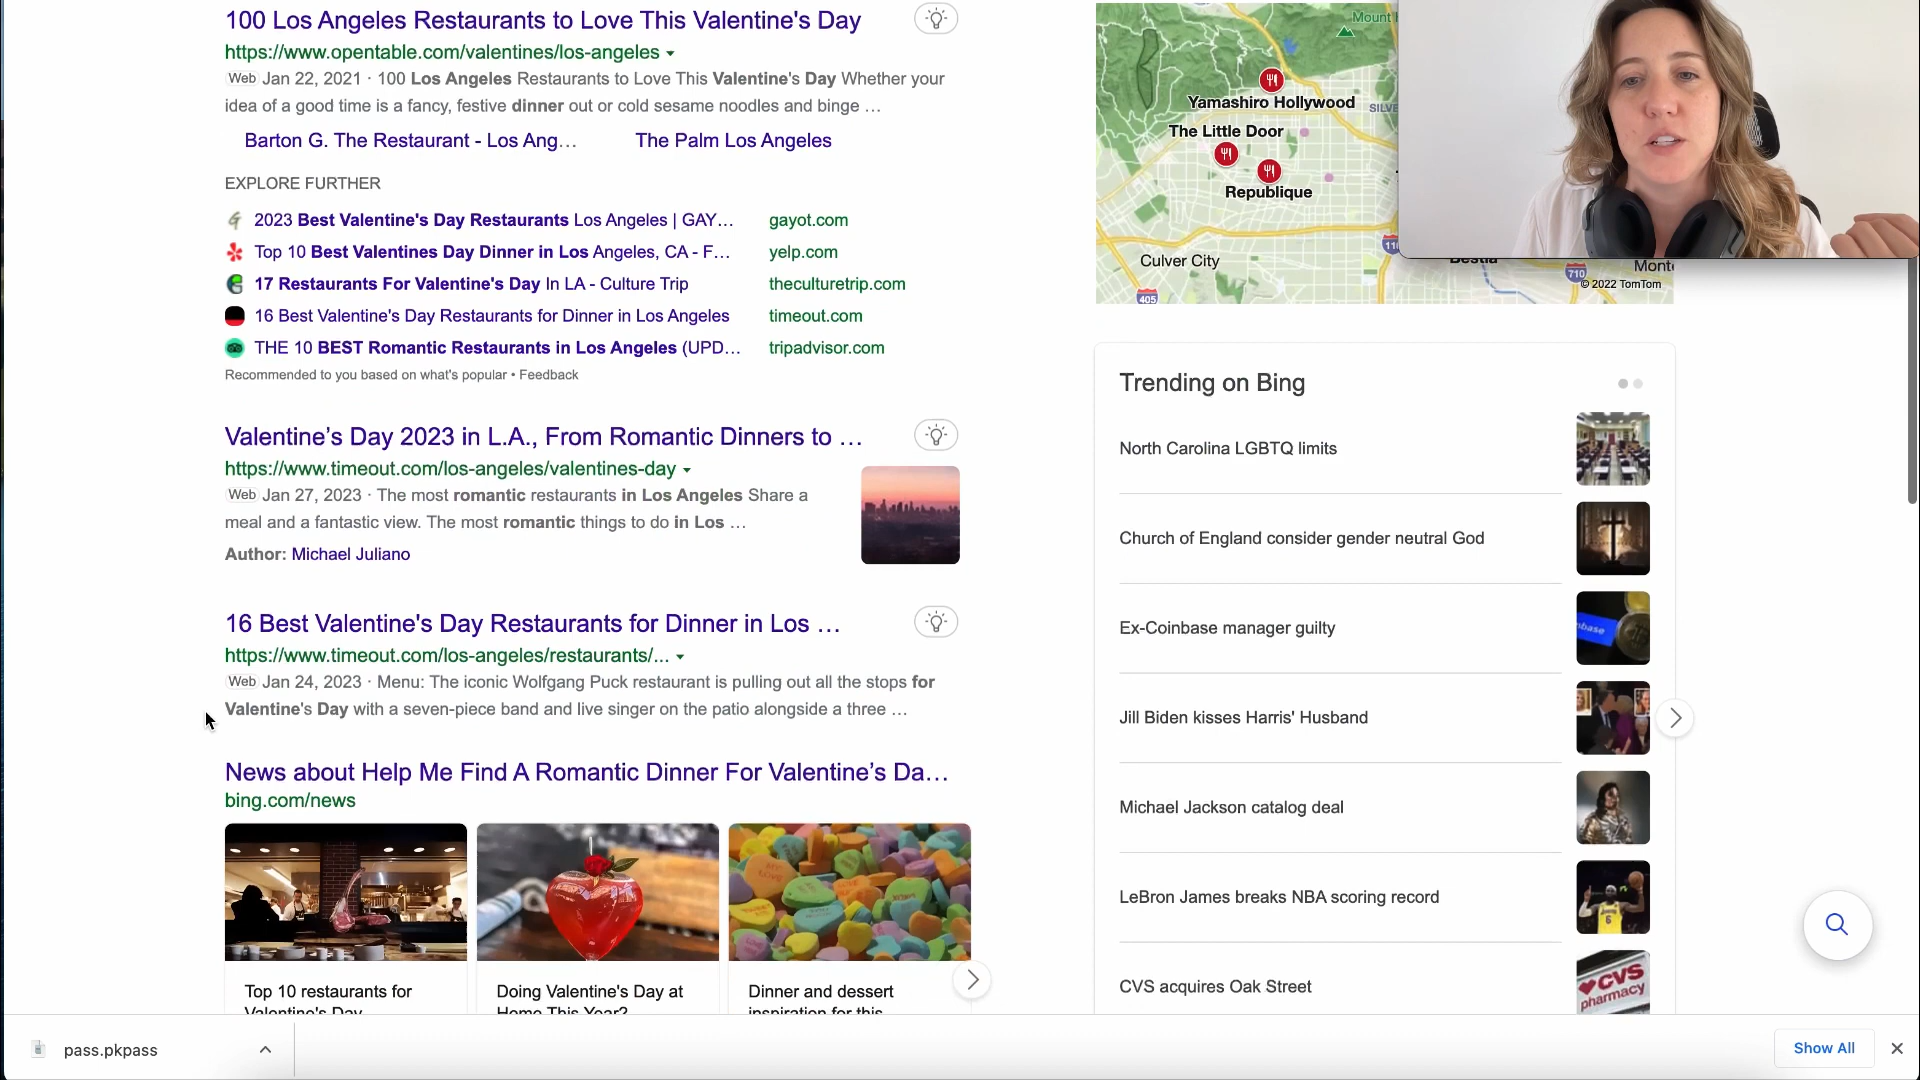 100 Los Angeles Restaurants to Love This Valentine's Day
https://www.opentable.com/valentines/los-angeles
Web Jan 22, 2021 · 100 Los Angeles Restaurants to Love This Valentine's Day Whether your
idea of a good time is a fancy, festive dinner out or cold sesame noodles and binge …
Barton G. The Restaurant - Los Ang…
The Palm Los Angeles
EXPLORE FURTHER
2023 Best Valentine's Day Restaurants Los Angeles | GAY… gayot.com
Top 10 Best Valentines Day Dinner in Los Angeles, CA - F… yelp.com
17 Restaurants For Valentine's Day In LA - Culture Trip theculturetrip.com
16 Best Valentine's Day Restaurants for Dinner in Los Angeles timeout.com
THE 10 BEST Romantic Restaurants in Los Angeles (UPD… tripadvisor.com
Recommended to you based on what's popular • Feedback
Valentine’s Day 2023 in L.A., From Romantic Dinners to …
https://www.timeout.com/los-angeles/valentines-day
Web Jan 27, 2023 · The most romantic restaurants in Los Angeles Share a
meal and a fantastic view. The most romantic things to do in Los …
Author: Michael Juliano
16 Best Valentine's Day Restaurants for Dinner in Los …
https://www.timeout.com/los-angeles/restaurants/...
Web Jan 24, 2023 · Menu: The iconic Wolfgang Puck restaurant is pulling out all the stops for
Valentine's Day with a seven-piece band and live singer on the patio alongside a three …
News about Help Me Find A Romantic Dinner For Valentine’s Da…
bing.com/news
Top 10 restaurants for
Valentine's Day
Doing Valentine's Day at
Home This Year?
Dinner and dessert
inspiration for this
Mount
Yamashiro Hollywood
SILVE
The Little Door
Republique
Culver City
405
110
Bestia
710
Monte
© 2022 TomTom
Trending on Bing
North Carolina LGBTQ limits
Church of England consider gender neutral God
Ex-Coinbase manager guilty
nbase
Jill Biden kisses Harris' Husband
Michael Jackson catalog deal
LeBron James breaks NBA scoring record
6
CVS acquires Oak Street
CVS
pharmacy
pass.pkpass
Show All